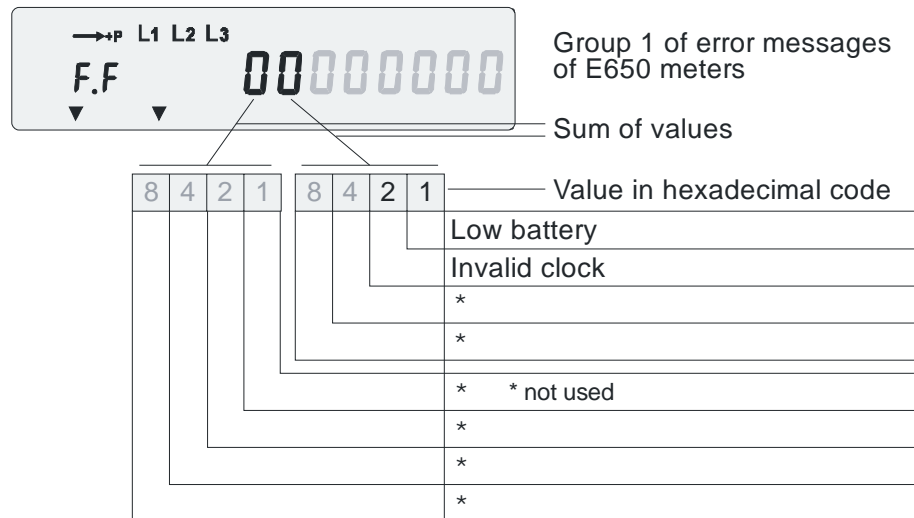 +P L1 L2 L3
F.F 00000000
Group 1 of error messages
of E650 meters
Sum of values
8 4 2 1 8 4 2 1
Value in hexadecimal code
Low battery
Invalid clock
*
*
* * not used
*
*
*